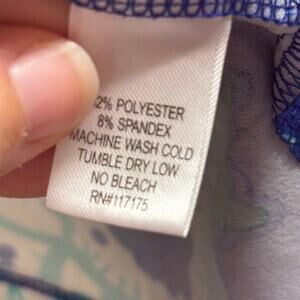 2% POLYESTER
8% SPANDEX
MACHINE WASH COLD
TUMBLE DRY LOW
NO BLEACH
RN#117175